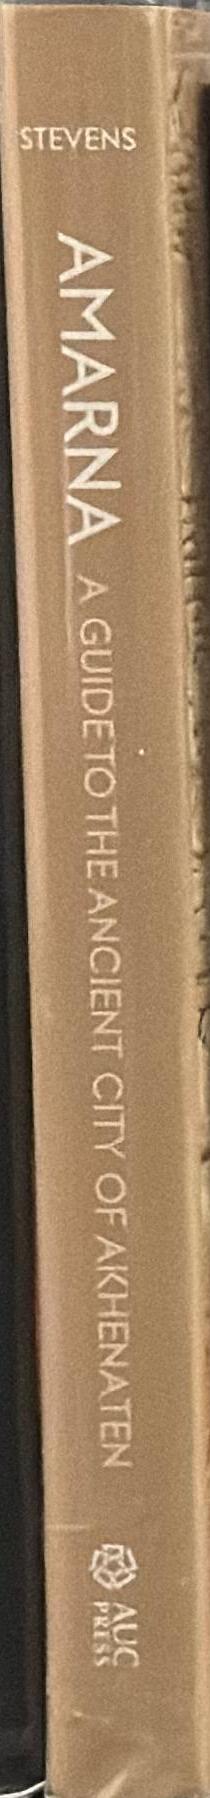 STEVENS
AMARNA A GUIDE TO THE ANCIENT CITY OF AKHENATEN
AUC
PRESS